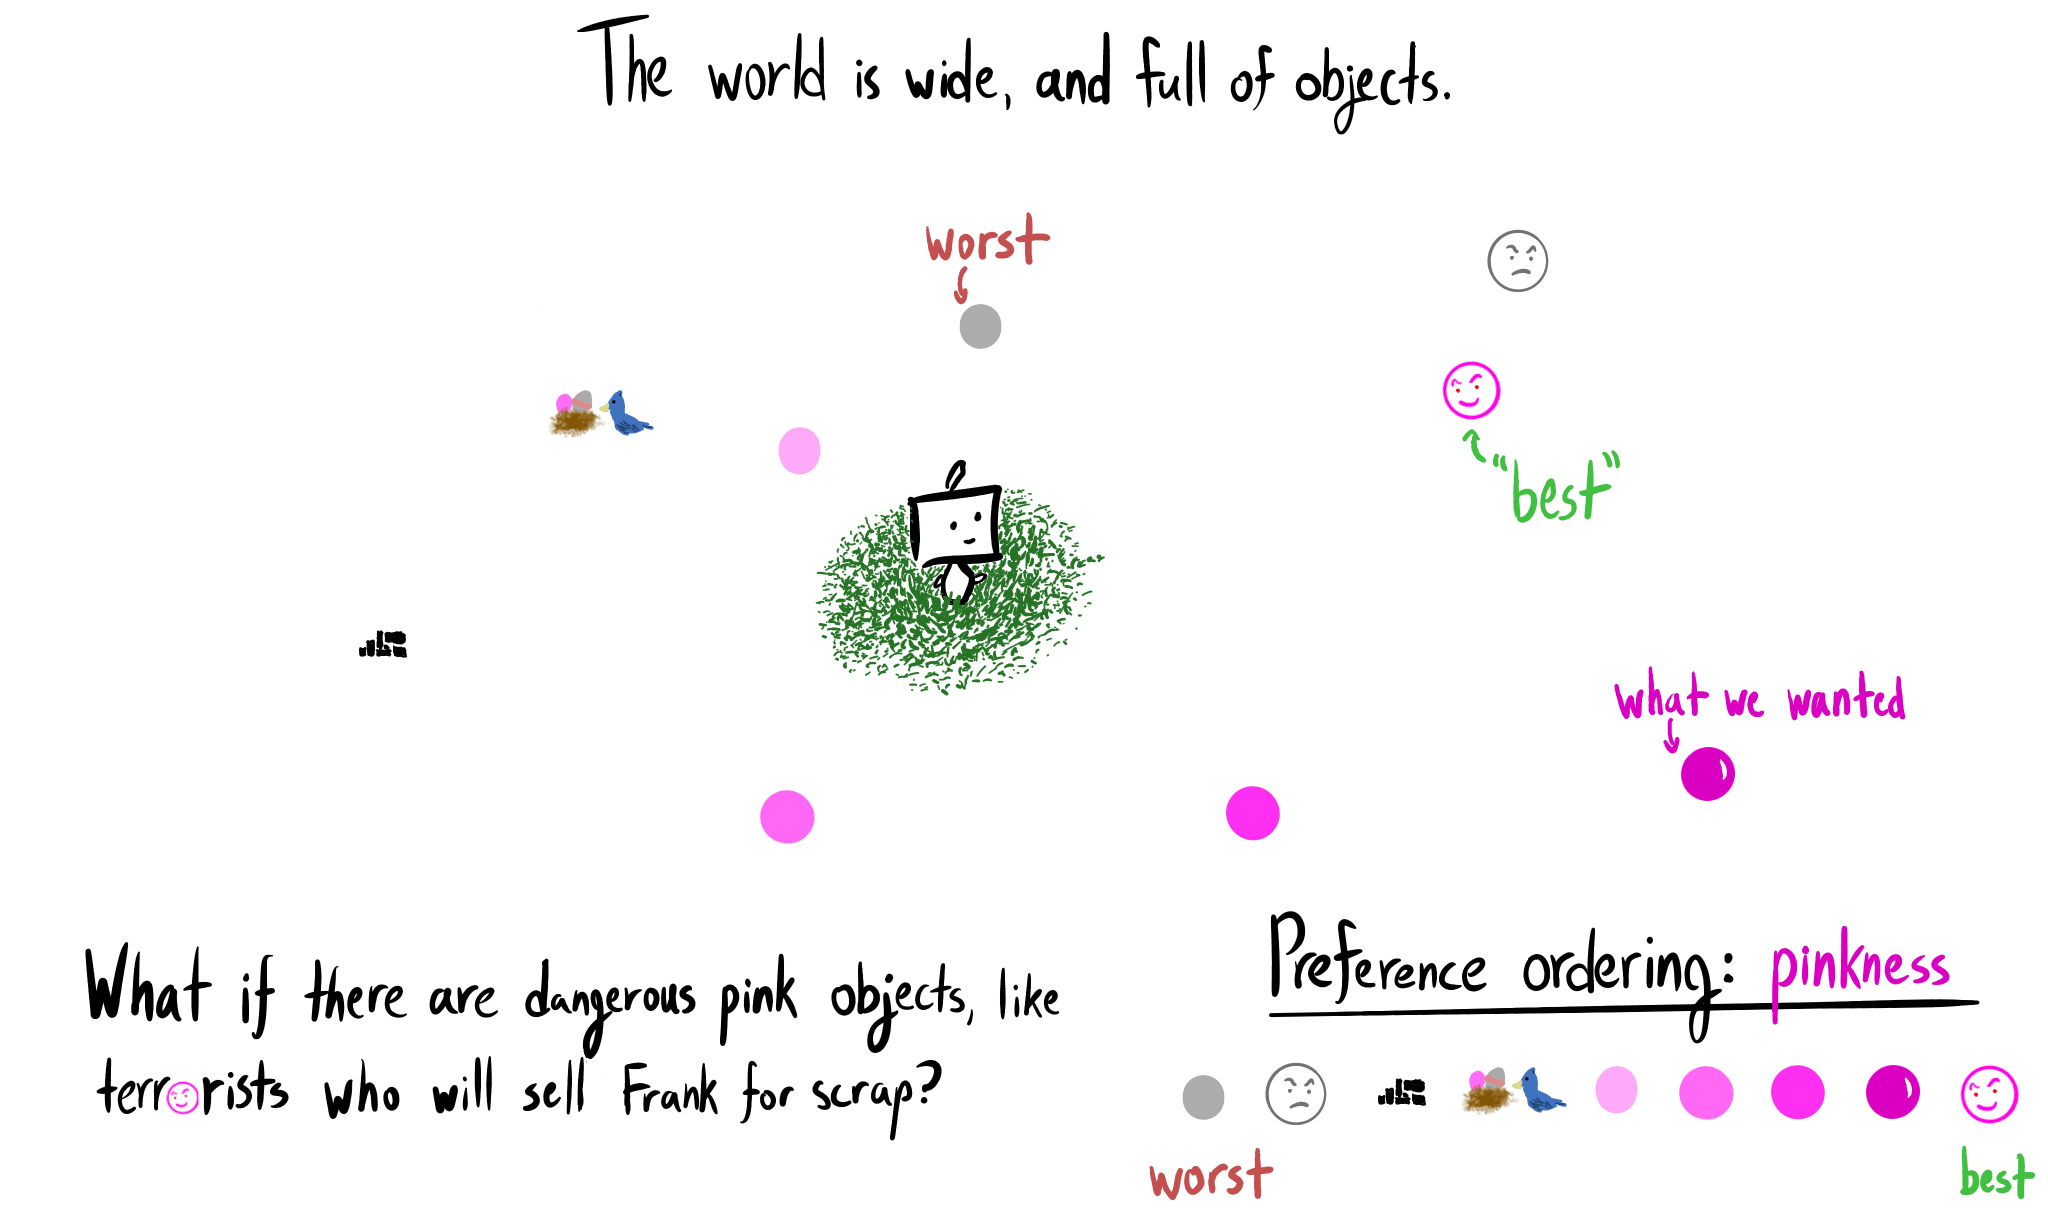 The world is wide, and full of objects.
worst
"best"
what we wanted
What if there are dangerous pink objects, like
terrorists who will sell Frank for scrap?
Preference ordering: pinkness
worst
best